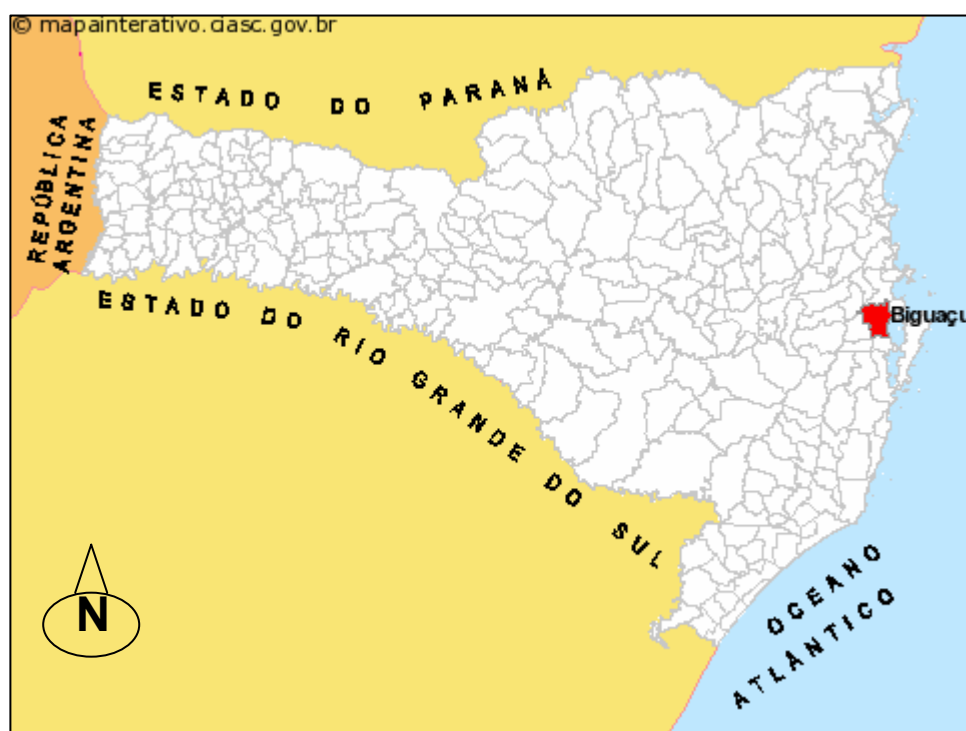 © mapainterativo.ciasc.gov.br
ESTADO DO PARANÁ
REPÚBLICA
ARGENTINA
ESTADO DO RIO GRANDE DO SUL
Biguaçu
OCEANO
ATLÂNTICO
N